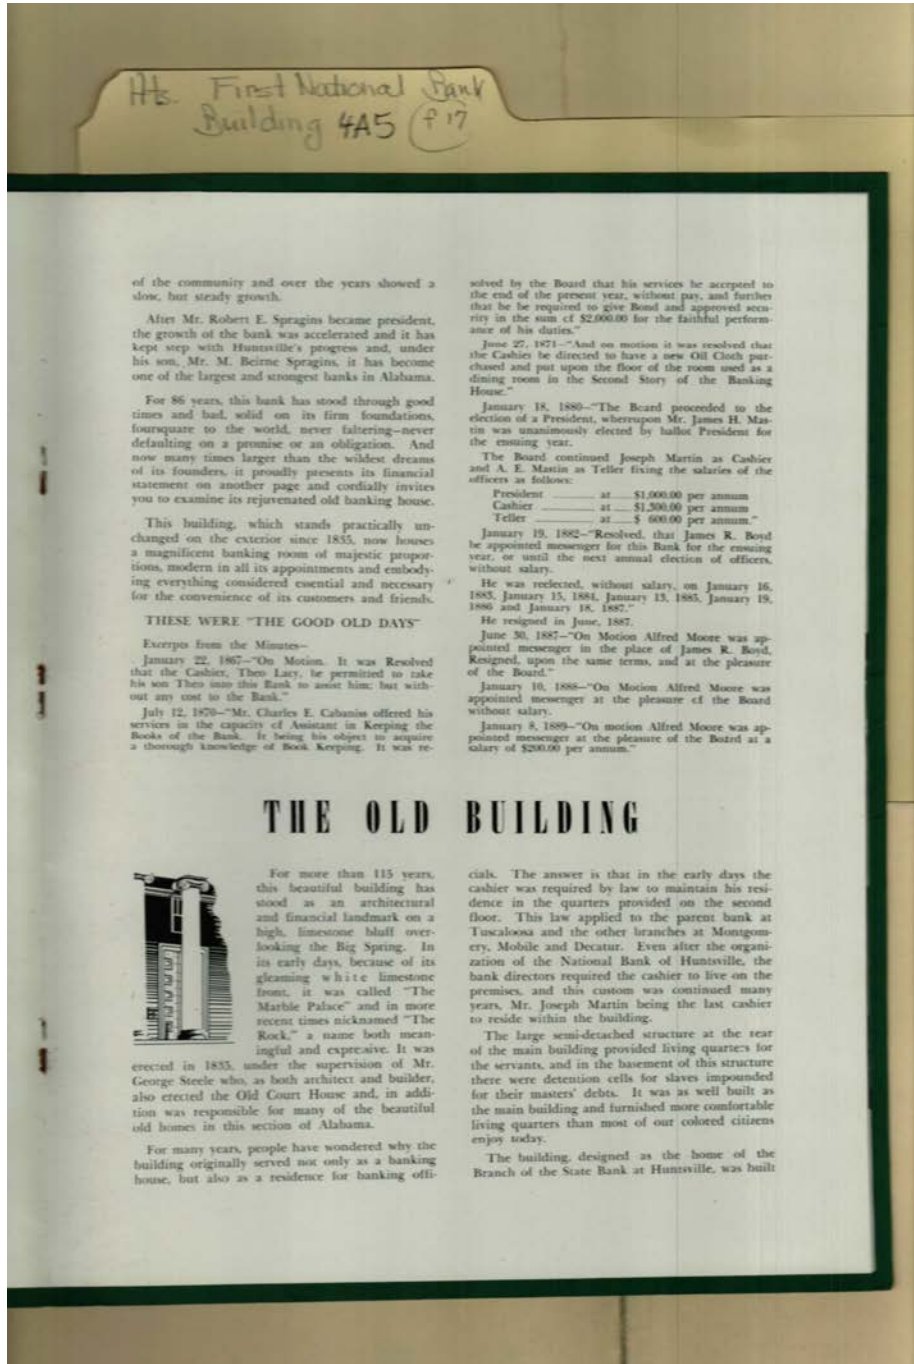 Hts. First National Bank
Building 4A5 (f 17)
of the community and over the years showed a
slow, but steady growth.
After Mr. Robert E. Spragins became president,
the growth of the bank was accelerated and it has
kept step with Huntsville's progress and, under
his son, Mr. M. Beirne Spragins, it has become
one of the largest and strongest banks in Alabama.
For 86 years, this bank has stood through good
times and bad, solid on its firm foundations,
foursquare to the world, never faltering—never
defaulting on a promise or an obligation. And
now many times larger than the wildest dreams
of its founders, it proudly presents its financial
statement on another page and cordially invites
you to examine its rejuvenated old banking house.
This building, which stands practically un-
changed on the exterior since 1835, now houses
a magnificent banking room of majestic propor-
tions, modern in all its appointments and embody-
ing everything considered essential and necessary
for the convenience of its customers and friends.
THESE WERE "THE GOOD OLD DAYS"
Excerpts from the Minutes—
January 22, 1867—"On Motion. It was Resolved
that the Cashier, Theo Lacy, be permitted to take
his son Theo into this Bank to assist him; but with-
out any cost to the Bank."
July 12, 1870—"Mr. Charles E. Cabaniss offered his
services in the capacity cf Assistant in Keeping the
Books of the Bank. It being his object to acquire
a thorough knowledge of Book Keeping. It was re-
solved by the Board that his services be accepted to
the end of the present year, without pay, and further
that he be required to give Bond and approved secu-
rity in the sum cf $2,000.00 for the faithful perform-
ance of his duties."
June 27, 1871—"And on motion it was resolved that
the Cashier be directed to have a new Oil Cloth pur-
chased and put upon the floor of the room used as a
dining room in the Second Story of the Banking
House."
January 18, 1880—"The Board proceeded to the
election of a President, whereupon Mr. James H. Mas-
tin was unanimously elected by ballot President for
the ensuing year.
The Board continued Joseph Martin as Cashier
and A. E. Mastin as Teller fixing the salaries of the
officers as follows:
President at $1,000.00 per annum
Cashier at $1,500.00 per annum
Teller at $ 600.00 per annum."
January 19, 1882—"Resolved, that James R. Boyd
be appointed messenger for this Bank for the ensuing
year, or until the next annual election of officers,
without salary.
He was reelected, without salary, on January 16,
1883, January 15, 1884, January 13, 1885, January 19,
1886 and January 18, 1887."
He resigned in June, 1887.
June 30, 1887—"On Motion Alfred Moore was ap-
pointed messenger in the place of James R. Boyd,
Resigned, upon the same terms, and at the pleasure
of the Board."
January 10, 1888—"On Motion Alfred Moore was
appointed messenger at the pleasure cf the Board
without salary.
January 8, 1889—"On motion Alfred Moore was ap-
pointed messenger at the pleasure of the Board at a
salary of $200.00 per annum."
THE OLD BUILDING
For more than 115 years,
this beautiful building has
stood as an architectural
and financial landmark on a
high, limestone bluff over-
looking the Big Spring. In
its early days, because of its
gleaming white limestone
front, it was called "The
Marble Palace" and in more
recent times nicknamed "The
Rock," a name both mean-
ingful and expressive. It was
erected in 1835, under the supervision of Mr.
George Steele who, as both architect and builder,
also erected the Old Court House and, in addi-
tion was responsible for many of the beautiful
old homes in this section of Alabama.
For many years, people have wondered why the
building originally served not only as a banking
house, but also as a residence for banking offi-
cials. The answer is that in the early days the
cashier was required by law to maintain his resi-
dence in the quarters provided on the second
floor. This law applied to the parent bank at
Tuscaloosa and the other branches at Montgom-
ery, Mobile and Decatur. Even after the organi-
zation of the National Bank of Huntsville, the
bank directors required the cashier to live on the
premises, and this custom was continued many
years, Mr. Joseph Martin being the last cashier
to reside within the building.
The large semi-detached structure at the rear
of the main building provided living quarters for
the servants, and in the basement of this structure
there were detention cells for slaves impounded
for their masters' debts. It was as well built as
the main building and furnished more comfortable
living quarters than most of our colored citizens
enjoy today.
The building, designed as the home of the
Branch of the State Bank at Huntsville, was built